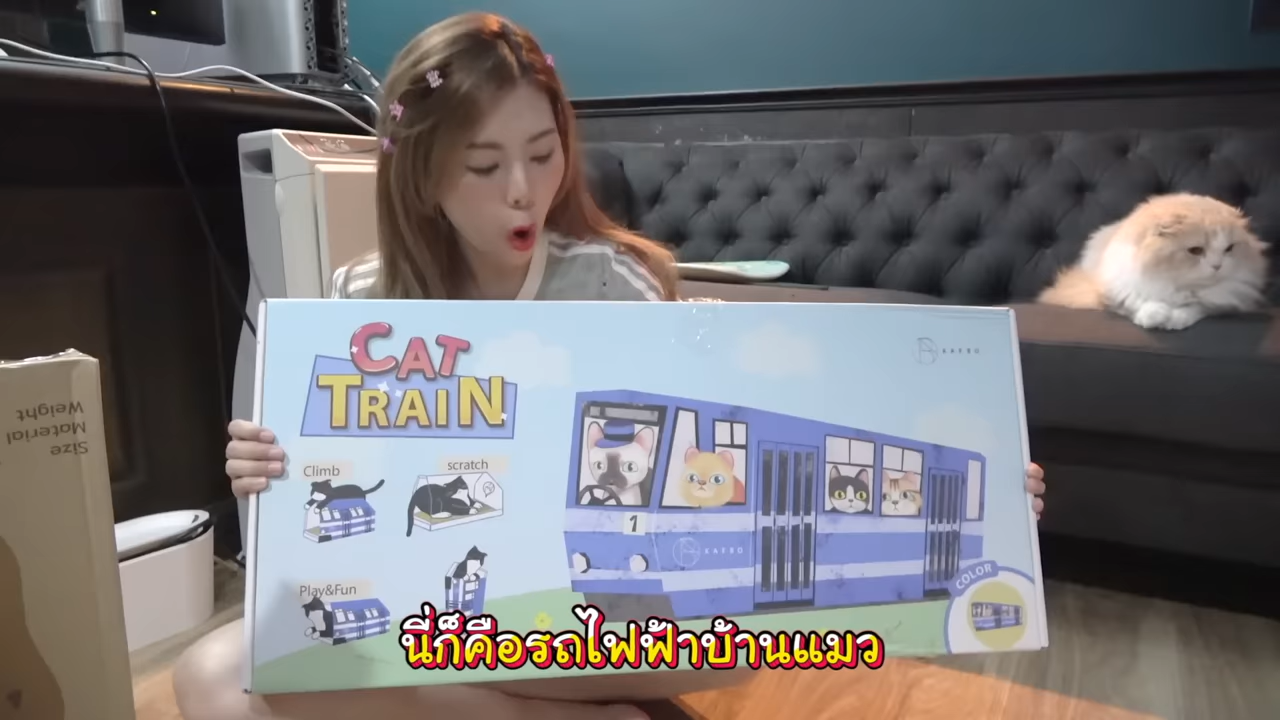 CAT
TRAIN
KAFBO
Climb
scratch
Play&Fun
1
KAFBO
COLOR
Size
Material
Weight
นี่ก็คือรถไฟฟ้าบ้านแมว